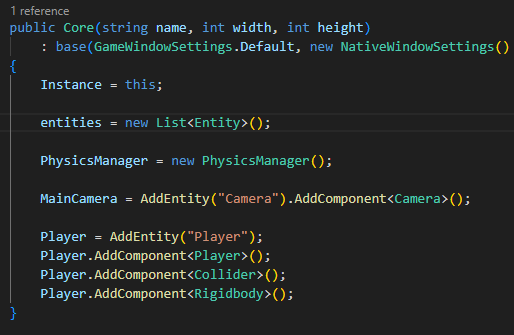 1 reference
public Core(string name, int width, int height)
: base(GameWindowSettings.Default, new NativeWindowSettings()
{
Instance = this;
entities = new List<Entity>();
PhysicsManager = new PhysicsManager();
MainCamera = AddEntity("Camera").AddComponent<Camera>();
Player = AddEntity("Player");
Player.AddComponent<Player>();
Player.AddComponent<Collider>();
Player.AddComponent<Rigidbody>();
}